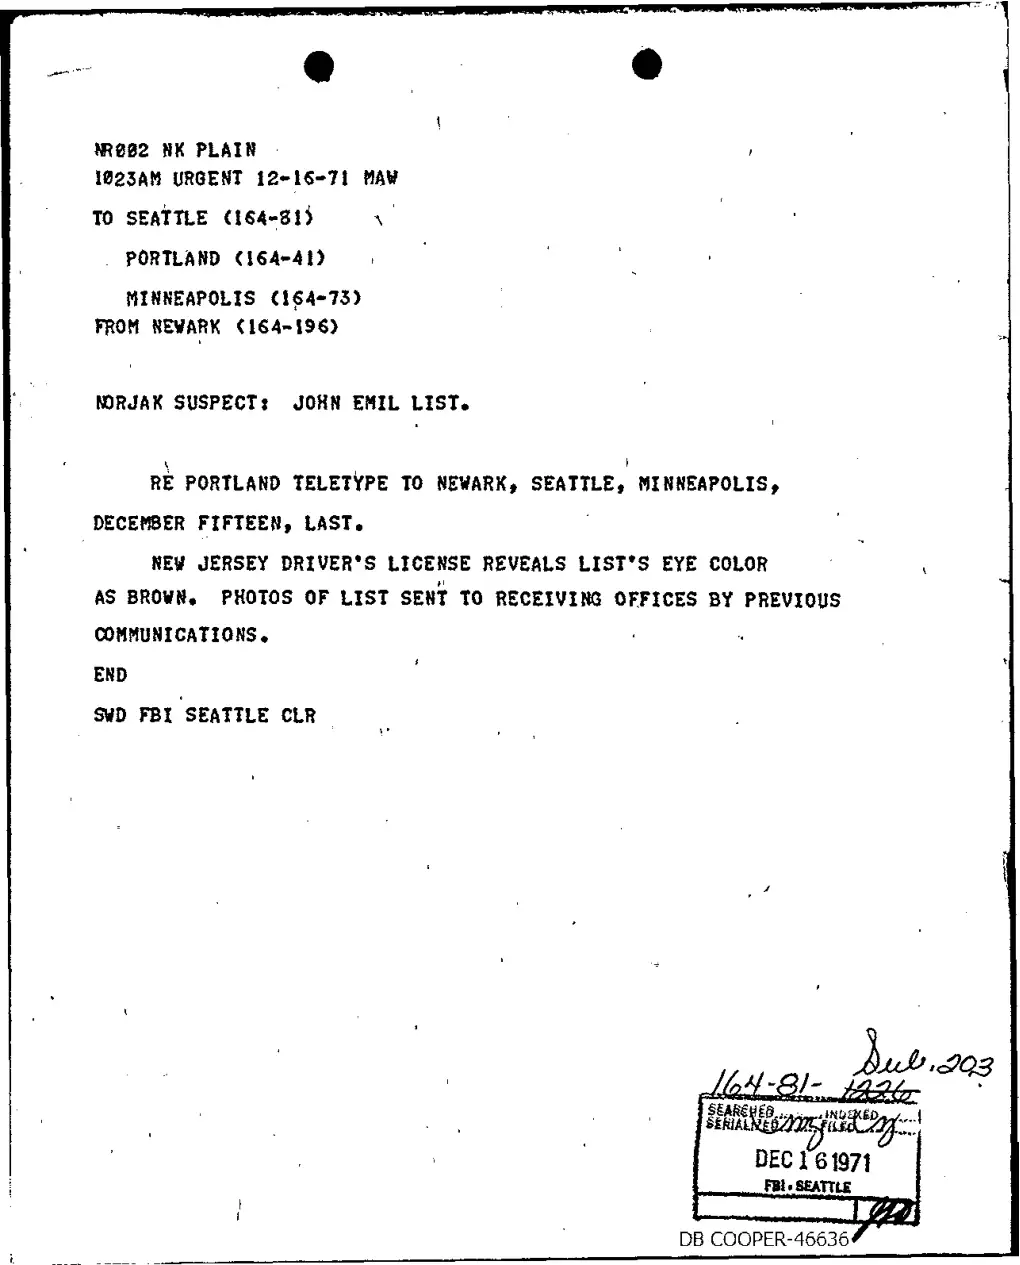 NR002 NK PLAIN
1023AM URGENT 12-16-71 MAW
TO SEATTLE (164-81)
PORTLAND (164-41)
MINNEAPOLIS (164-73)
FROM NEWARK (164-196)
NORJAK SUSPECT: JOHN EMIL LIST.
RE PORTLAND TELETYPE TO NEWARK, SEATTLE, MINNEAPOLIS,
DECEMBER FIFTEEN, LAST.
NEW JERSEY DRIVER'S LICENSE REVEALS LIST'S EYE COLOR
AS BROWN. PHOTOS OF LIST SENT TO RECEIVING OFFICES BY PREVIOUS
COMMUNICATIONS.
END
SWD FBI SEATTLE CLR
Sub. 203
164-81- 1226
SEARCHED INDEXED
SERIALIZED FILED
DEC 16 1971
FBI - SEATTLE
DB COOPER-46636